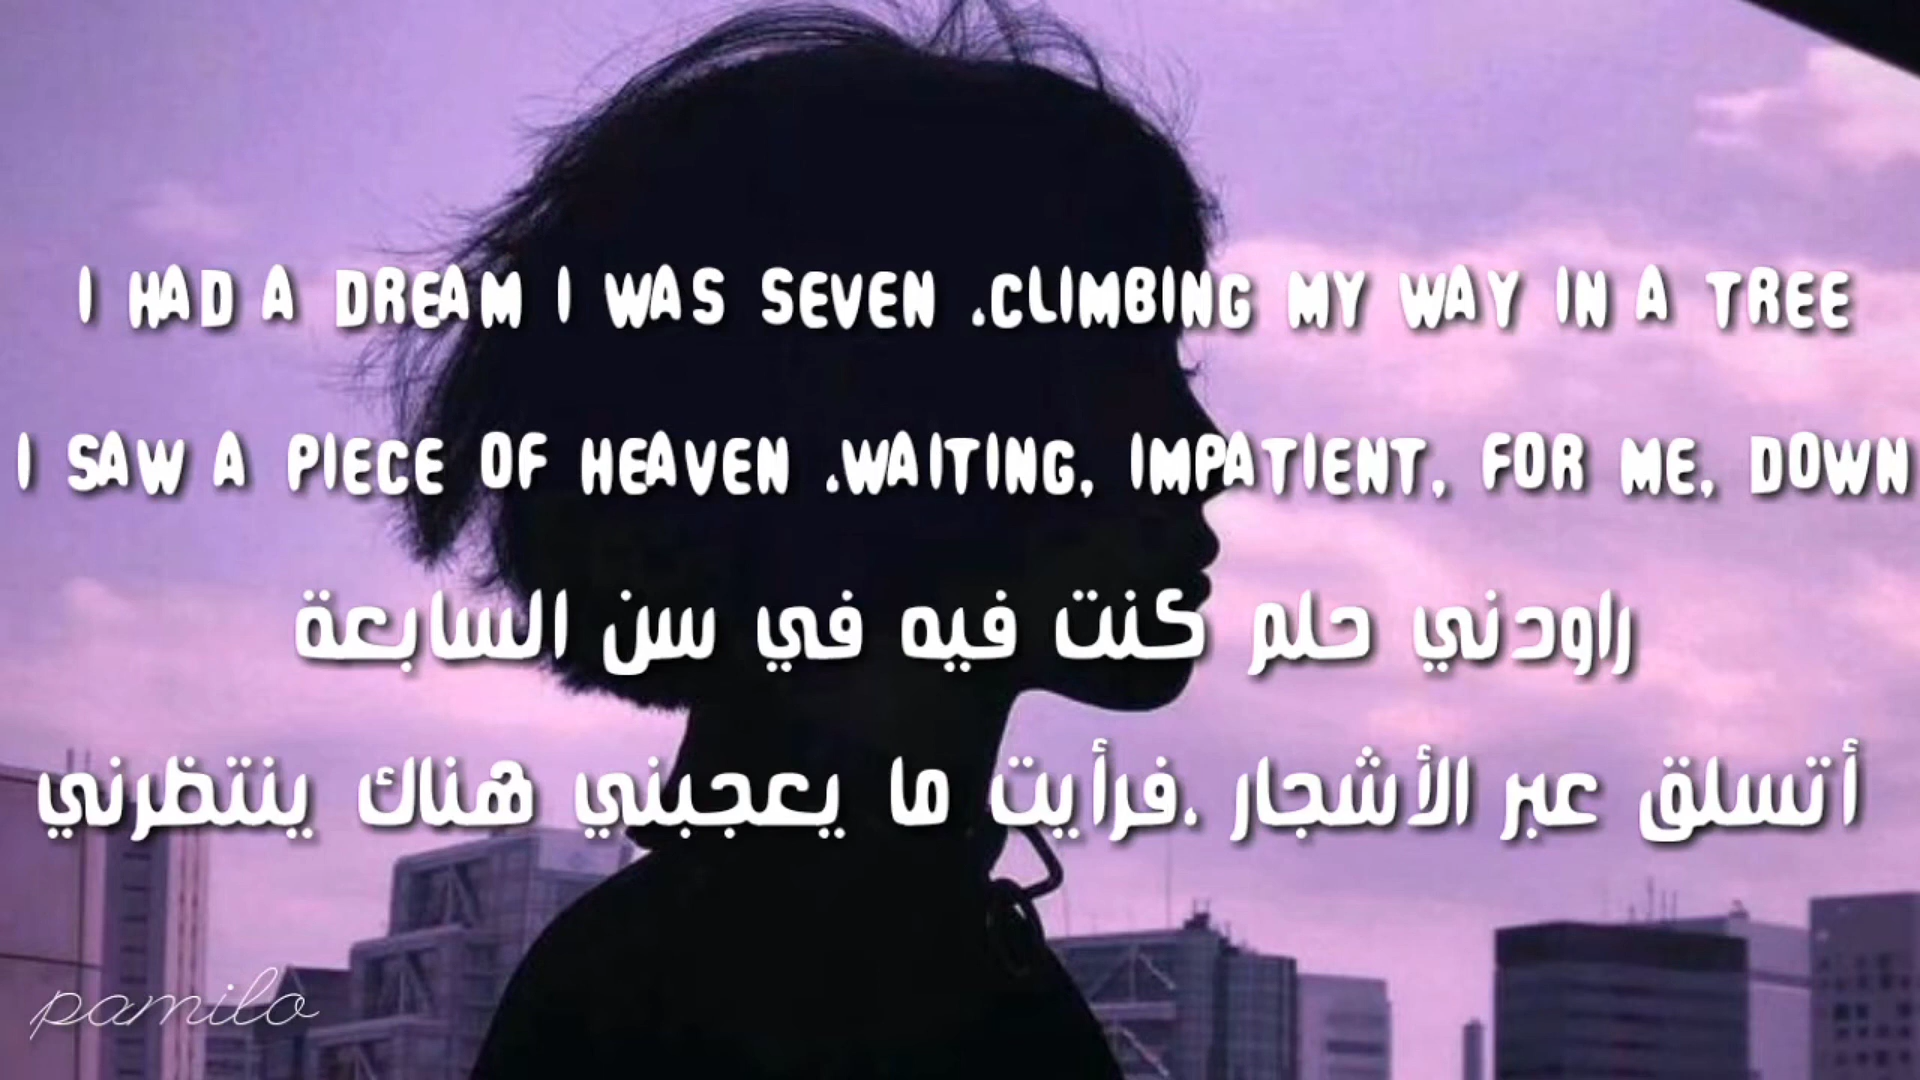 I HAD A DREAM I WAS SEVEN .CLIMBING MY WAY IN A TREE
I SAW A PIECE OF HEAVEN .WAITING, IMPATIENT, FOR ME, DOWN
راودني حلم كنت فيه في سن السابعة
أتسلق عبر الأشجار .فرأيت ما يعجبني هناك ينتظرني
pamilo